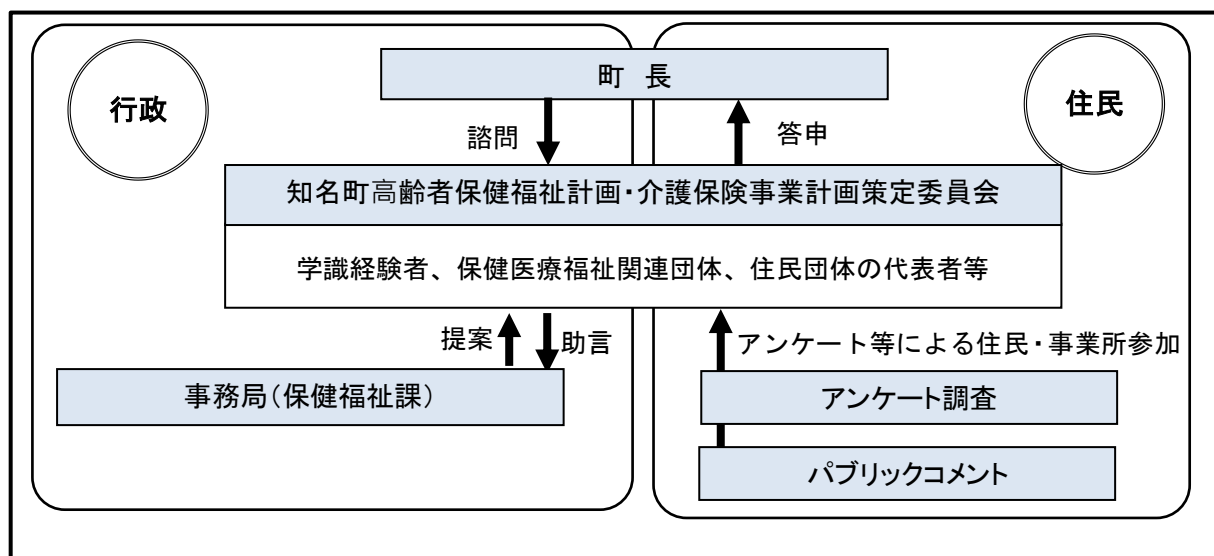 行政
住民
町 長
諮問
答申
知名町高齢者保健福祉計画・介護保険事業計画策定委員会
学識経験者、保健医療福祉関連団体、住民団体の代表者等
提案
助言
アンケート等による住民・事業所参加
事務局（保健福祉課）
アンケート調査
パブリックコメント